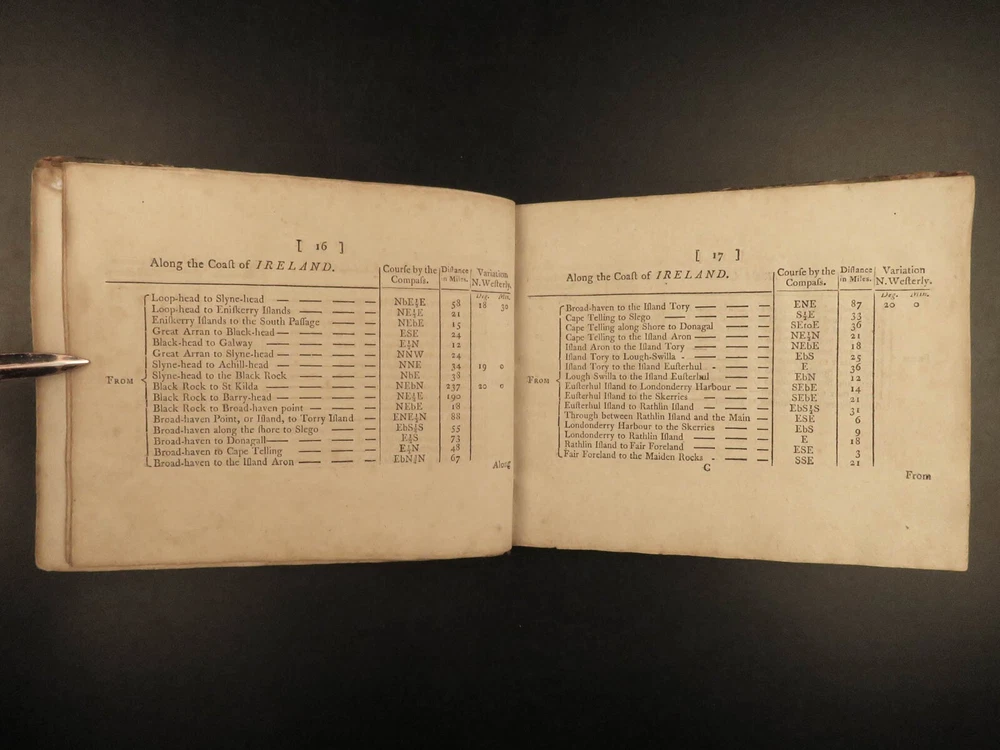 [ 16 ]
Along the Coaſt of IRELAND.
Courſe by the Compaſs.
Diſtance in Miles.
Variation N. Weſterly.
Deg. Min.
FROM
Loop-head to Slyne-head — — — — NbE½E 58 18 30
Loop-head to Eniſkerry Iſlands — — — NE½E 21
Eniſkerry Iſlands to the South Paſſage — — NEbE 15
Great Arran to Black-head — — — — ESE 24
Black-head to Galway — — — — E½N 12
Great Arran to Slyne-head — — — — NNW 24
Slyne-head to Achill-head — — — — NNE 34 19 0
Slyne-head to the Black Rock — — — NbE 38
Black Rock to St Kilda — — — — NEbN 237 20 0
Black Rock to Barry-head — — — — NE½E 190
Black Rock to Broad-haven point — — — NEbE 18
Broad-haven Point, or Iſland, to Torry Iſland — — ENE½N 88
Broad-haven along the ſhore to Slego — — EbS½S 55
Broad-haven to Donagall — — — — E½S 73
Broad-haven to Cape Telling — — — E½N 48
Broad-haven to the Iſland Aron — — — EbN½N 67
Along
[ 17 ]
Along the Coaſt of IRELAND.
Courſe by the Compaſs.
Diſtance in Miles.
Variation N. Weſterly.
Deg. Min.
From
Broad-haven to the Iſland Tory — — — ENE 87 20 0
Cape Telling to Slego — — — S½E 33
Cape Telling along Shore to Donagal — — SEtoE 36
Cape Telling to the Iſland Aron — — — NE½N 21
Iſland Aron to the Iſland Tory — — — NEbE 18
Iſland Tory to Lough-Swilla - — — EbS 25
Iſland Tory to the Iſland Euſterhul - — — E 36
Lough-Swilla to the Iſland Euſterhul - — — EbN 12
Euſterhul Iſland to Londonderry Harbour — — SEbE 14
Euſterhul Iſland to the Skerries — — — SEbE 21
Euſterhul Iſland to Rathlin Iſland — — — EbS½S 31
Through between Rathlin Iſland and the Main — ESE 6
Londonderry Harbour to the Skerries — — EbS 9
Londonderry to Rathlin Iſland — — E 18
Rathlin Iſland to Fair Foreland — — ESE 3
Fair Foreland to the Maiden Rocks - — — SSE 21
C
From